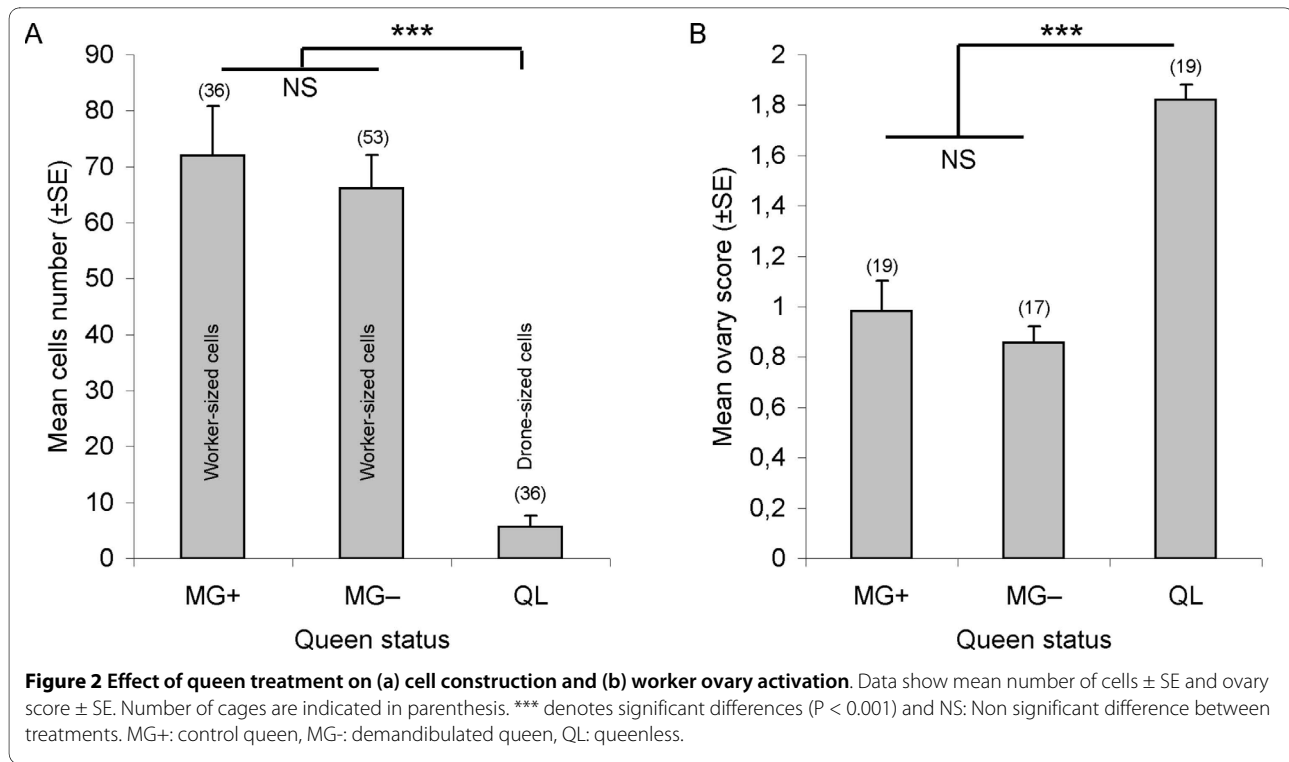 A
***
90
80
70
60
50
40
30
20
10
0
Mean cells number (±SE)
NS
(36)
(53)
(36)
Worker-sized cells
Worker-sized cells
Drone-sized cells
MG+ MG– QL
Queen status
B
***
2
1,8
1,6
1,4
1,2
1
0,8
0,6
0,4
0,2
0
Mean ovary score (±SE)
NS
(19)
(17)
(19)
MG+ MG– QL
Queen status
Figure 2 Effect of queen treatment on (a) cell construction and (b) worker ovary activation. Data show mean number of cells ± SE and ovary
score ± SE. Number of cages are indicated in parenthesis. *** denotes significant differences (P < 0.001) and NS: Non significant difference between
treatments. MG+: control queen, MG-: demandibulated queen, QL: queenless.